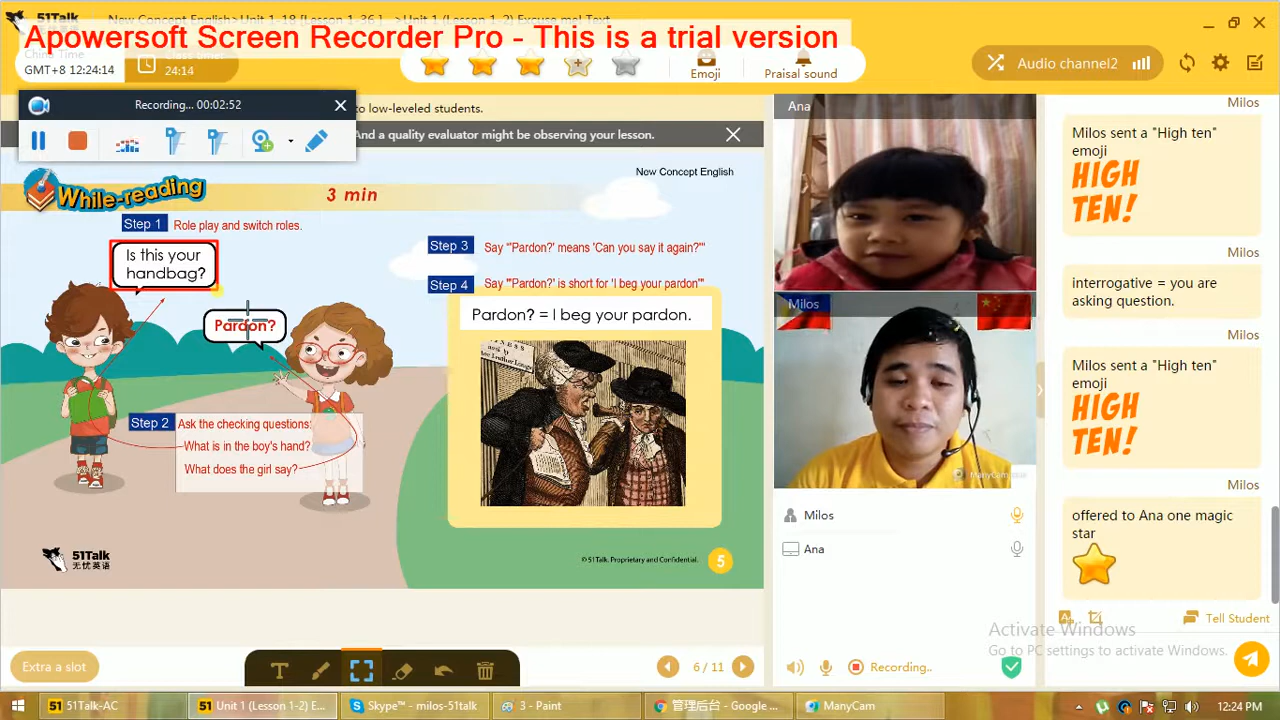 51Talk
New Concept English>Unit 1-18 [Lesson 1-36 ] >Unit 1 (Lesson 1-2) Excuse me! Text
Apowersoft Screen Recorder Pro - This is a trial version
China Time
GMT+8 12:24:14
24:14
Emoji
Praisal sound
Audio channel2
Recording... 00:02:52
to low-leveled students.
And a quality evaluator might be observing your lesson.
While-reading
3 min
New Concept English
Step 1 Role play and switch roles.
Is this your
handbag?
Pardon?
Step 2 Ask the checking questions:
What is in the boy's hand?
What does the girl say?
Step 3 Say "'Pardon?' means 'Can you say it again?'"
Step 4 Say "'Pardon?' is short for 'I beg your pardon'"
Pardon? = I beg your pardon.
51Talk
无忧英语
© 51Talk. Proprietary and Confidential.
5
Extra a slot
T
6 / 11
Ana
Milos
ManyCam
Milos
Ana
Recording..
Milos
Milos sent a "High ten"
emoji
HIGH
TEN!
Milos
interrogative = you are
asking question.
Milos
Milos sent a "High ten"
emoji
HIGH
TEN!
Milos
offered to Ana one magic
star
Tell Student
Activate Windows
Go to PC settings to activate Windows.
51 51Talk-AC
51 Unit 1 (Lesson 1-2) E...
Skype™ - milos-51talk
3 - Paint
管理后台 - Google ...
ManyCam
12:24 PM